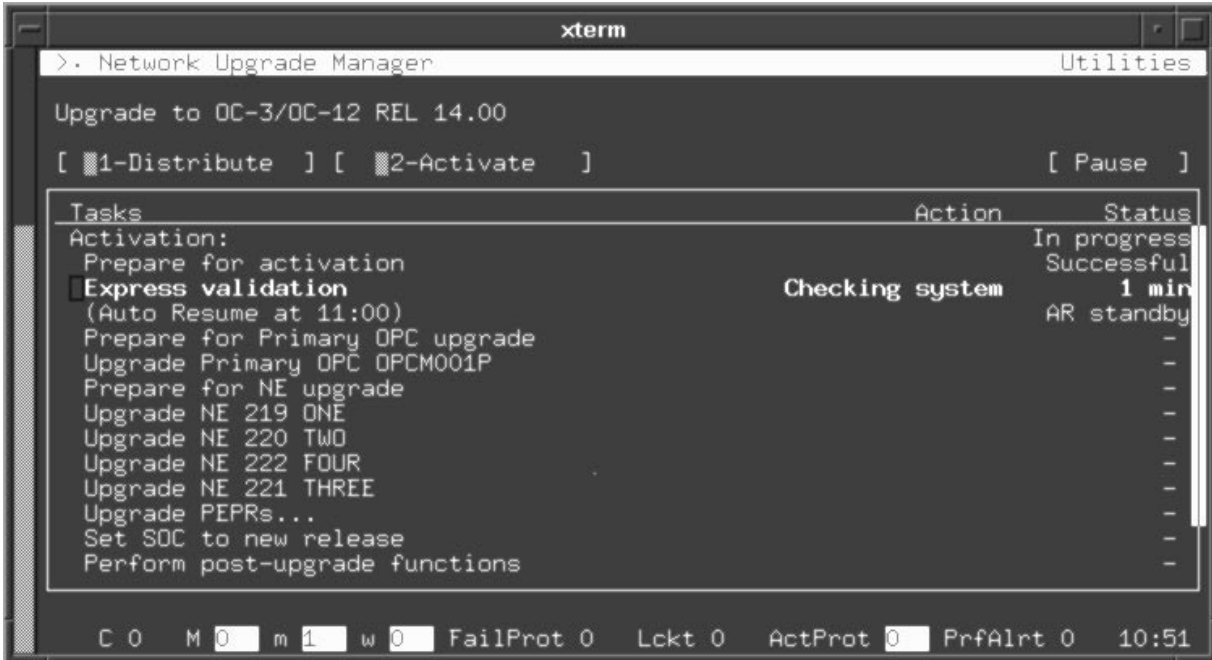 xterm
>. Network Upgrade Manager Utilities
Upgrade to OC-3/OC-12 REL 14.00
[ 1-Distribute ] [ 2-Activate ] [ Pause ]
Tasks Action Status
Activation: In progress
Prepare for activation Successful
Express validation Checking system 1 min
(Auto Resume at 11:00) AR standby
Prepare for Primary OPC upgrade –
Upgrade Primary OPC OPCM001P –
Prepare for NE upgrade –
Upgrade NE 219 ONE –
Upgrade NE 220 TWO –
Upgrade NE 222 FOUR –
Upgrade NE 221 THREE –
Upgrade PEPRs... –
Set SOC to new release –
Perform post-upgrade functions –
C 0 M 0 m 1 w 0 FailProt 0 Lckt 0 ActProt 0 PrfAlrt 0 10:51